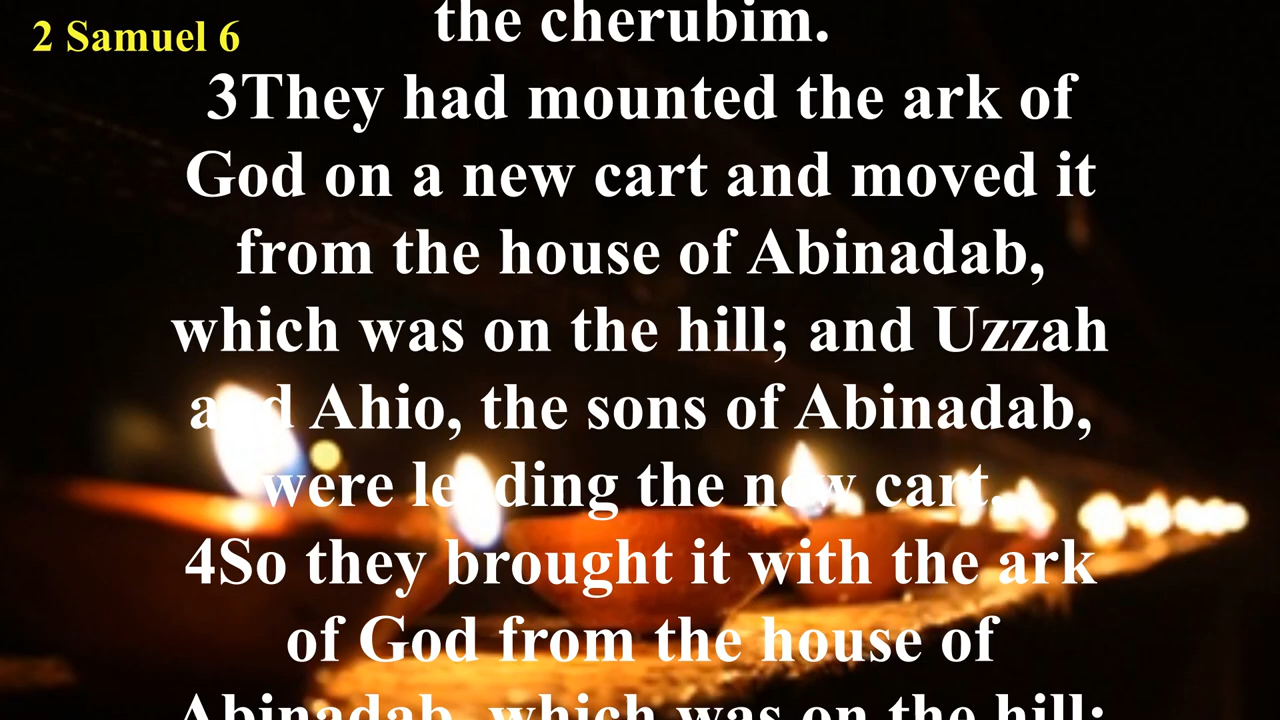 2 Samuel 6
the cherubim.
3They had mounted the ark of
God on a new cart and moved it
from the house of Abinadab,
which was on the hill; and Uzzah
and Ahio, the sons of Abinadab,
were leading the new cart.
4So they brought it with the ark
of God from the house of
Abinadab, which was on the hill;